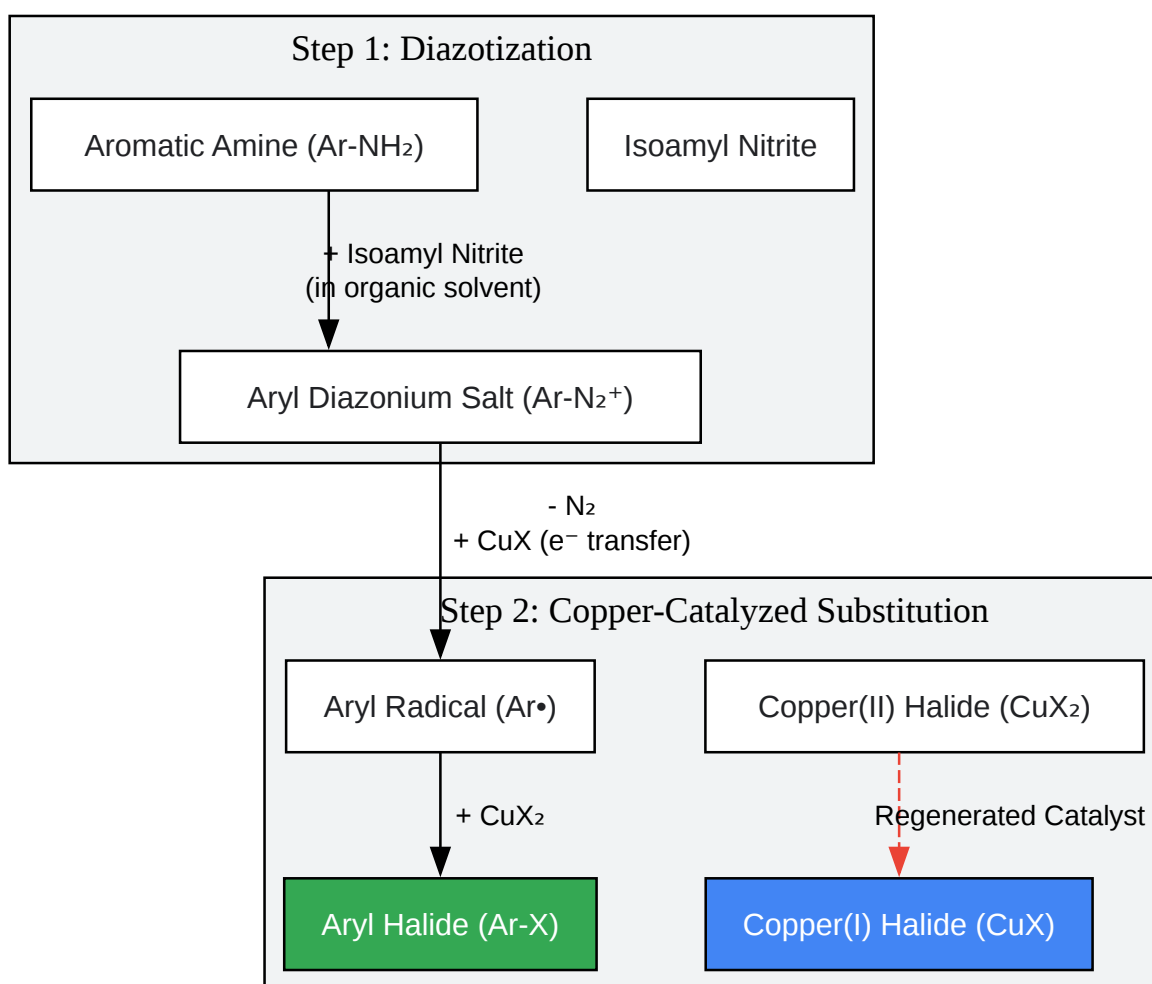 Step 1: Diazotization
Aromatic Amine (Ar-NH₂)
Isoamyl Nitrite
+ Isoamyl Nitrite
(in organic solvent)
Aryl Diazonium Salt (Ar-N₂⁺)
- N₂
+ CuX (e⁻ transfer)
Step 2: Copper-Catalyzed Substitution
Aryl Radical (Ar•)
Copper(II) Halide (CuX₂)
+ CuX₂
Regenerated Catalyst
Aryl Halide (Ar-X)
Copper(I) Halide (CuX)